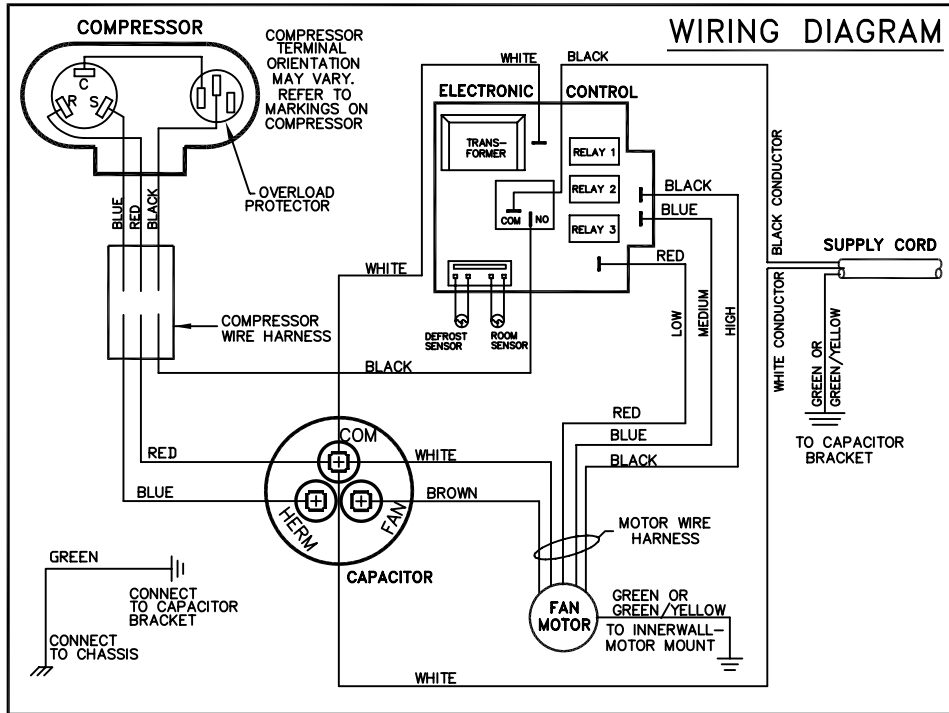 WIRING DIAGRAM
COMPRESSOR
COMPRESSOR
TERMINAL
ORIENTATION
MAY VARY.
REFER TO
MARKINGS ON
COMPRESSOR
C
R
S
OVERLOAD
PROTECTOR
BLUE
RED
BLACK
COMPRESSOR
WIRE HARNESS
WHITE
BLACK
ELECTRONIC CONTROL
TRANS-
FORMER
RELAY 1
RELAY 2
RELAY 3
COM
NO
DEFROST
SENSOR
ROOM
SENSOR
WHITE
BLACK
BLACK
BLUE
RED
LOW
MEDIUM
HIGH
BLACK CONDUCTOR
WHITE CONDUCTOR
SUPPLY CORD
GREEN OR
GREEN/YELLOW
TO CAPACITOR
BRACKET
RED
BLUE
BLACK
RED
WHITE
BLUE
BROWN
COM
HERM
FAN
CAPACITOR
MOTOR WIRE
HARNESS
FAN
MOTOR
GREEN OR
GREEN/YELLOW
TO INNERWALL-
MOTOR MOUNT
GREEN
CONNECT
TO CAPACITOR
BRACKET
CONNECT
TO CHASSIS
WHITE